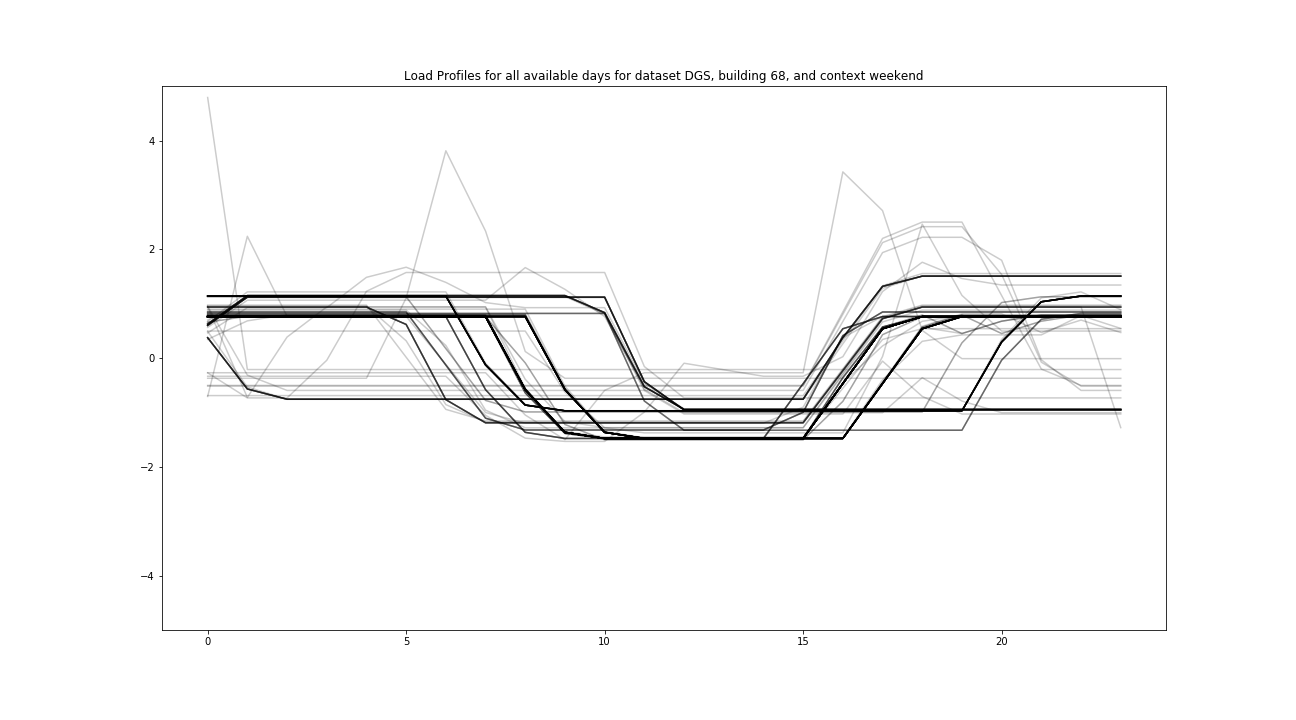 Load Profiles for all available days for dataset DGS, building 68, and context weekend
4
2
0
−2
−4
0 5 10 15 20